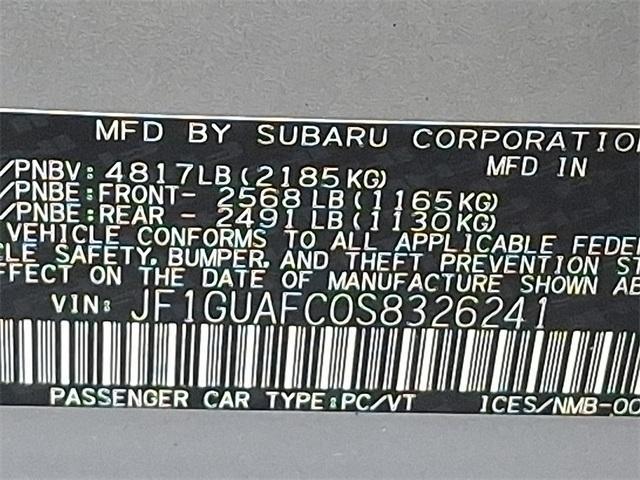 MFD BY SUBARU CORPORATION
MFD IN
/PNBV: 4817LB(2185KG)
/PNBE:FRONT- 2568LB(1165KG)
/PNBE:REAR - 2491LB(1130KG)
VEHICLE CONFORMS TO ALL APPLICABLE FEDE
CLE SAFETY, BUMPER, AND THEFT PREVENTION ST
FFECT ON THE DATE OF MANUFACTURE SHOWN AB
VIN: JF1GUAFC0S8326241
PASSENGER CAR TYPE:PC/VT
ICES/NMB-00